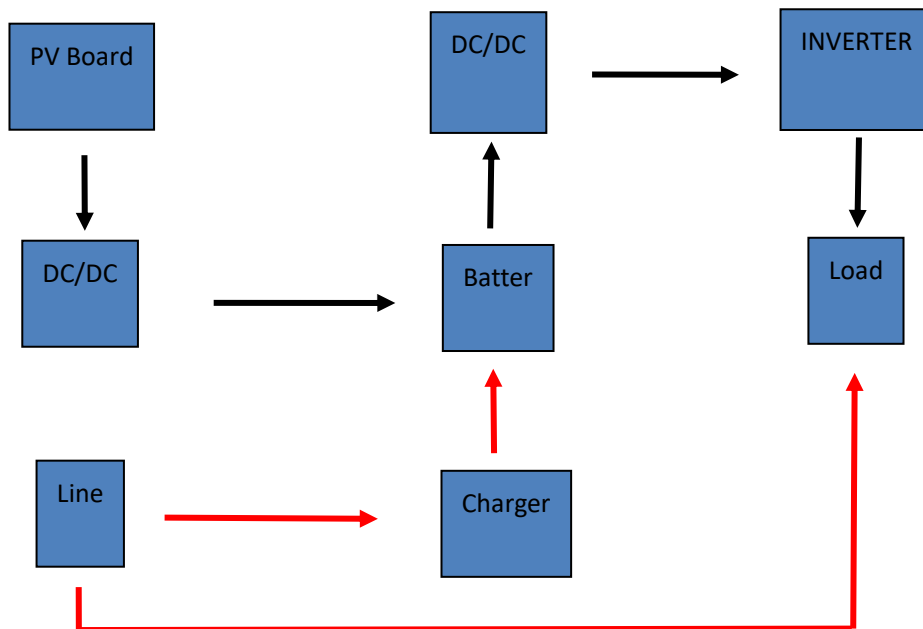 PV Board
DC/DC
INVERTER
DC/DC
Batter
Load
Line
Charger